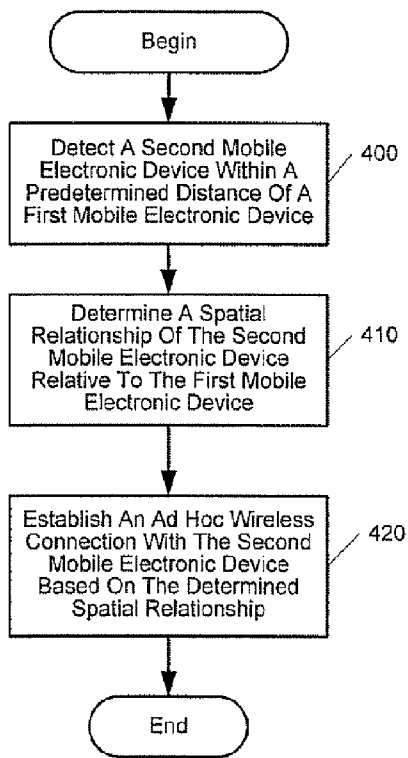 Begin
Detect A Second Mobile
Electronic Device Within A
Predetermined Distance Of A
First Mobile Electronic Device
400
Determine A Spatial
Relationship Of The Second
Mobile Electronic Device
Relative To The First Mobile
Electronic Device
410
Establish An Ad Hoc Wireless
Connection With The Second
Mobile Electronic Device
Based On The Determined
Spatial Relationship
420
End